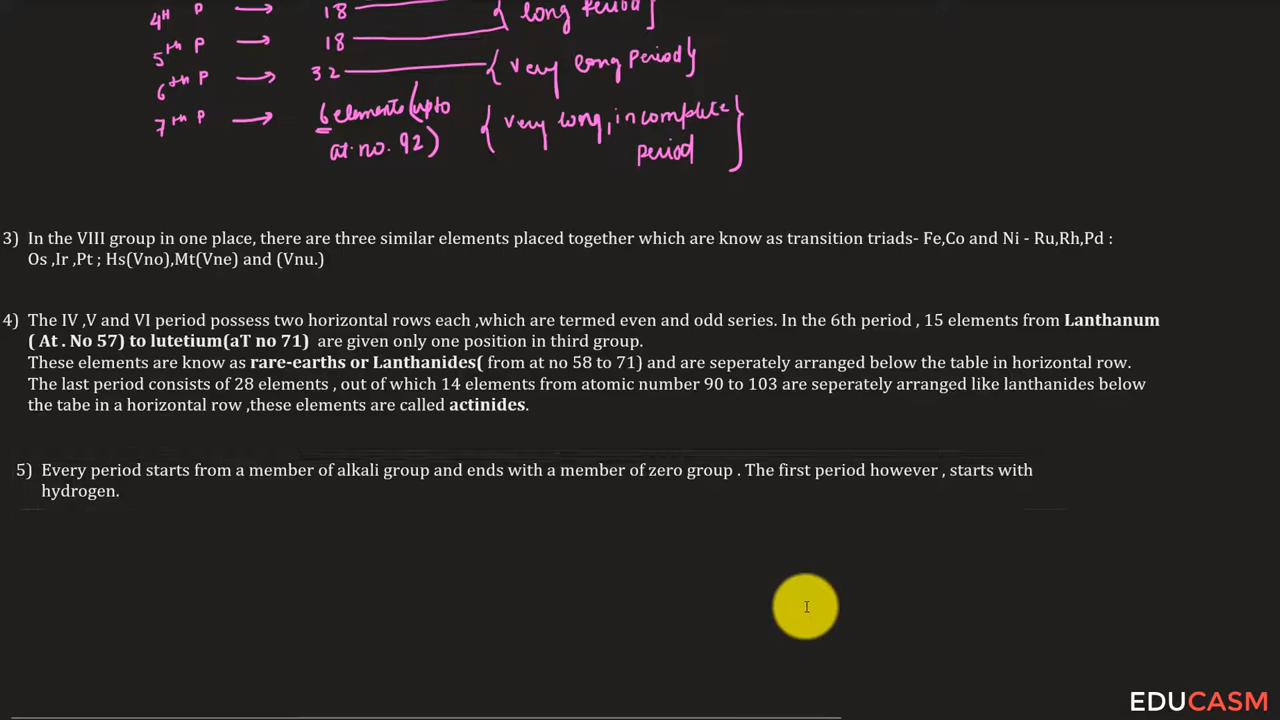 4th P → 18 { long Period }
5th P → 18
6th P → 32 { very long Period }
7th P → 6 elements (upto { very long, incomplete
at. no. 92) period }
3) In the VIII group in one place, there are three similar elements placed together which are know as transition triads- Fe,Co and Ni - Ru,Rh,Pd :
Os ,Ir ,Pt ; Hs(Vno),Mt(Vne) and (Vnu.)
4) The IV ,V and VI period possess two horizontal rows each ,which are termed even and odd series. In the 6th period , 15 elements from Lanthanum
( At . No 57) to lutetium(aT no 71) are given only one position in third group.
These elements are know as rare-earths or Lanthanides( from at no 58 to 71) and are seperately arranged below the table in horizontal row.
The last period consists of 28 elements , out of which 14 elements from atomic number 90 to 103 are seperately arranged like lanthanides below
the tabe in a horizontal row ,these elements are called actinides.
5) Every period starts from a member of alkali group and ends with a member of zero group . The first period however , starts with
hydrogen.
EDUCASM